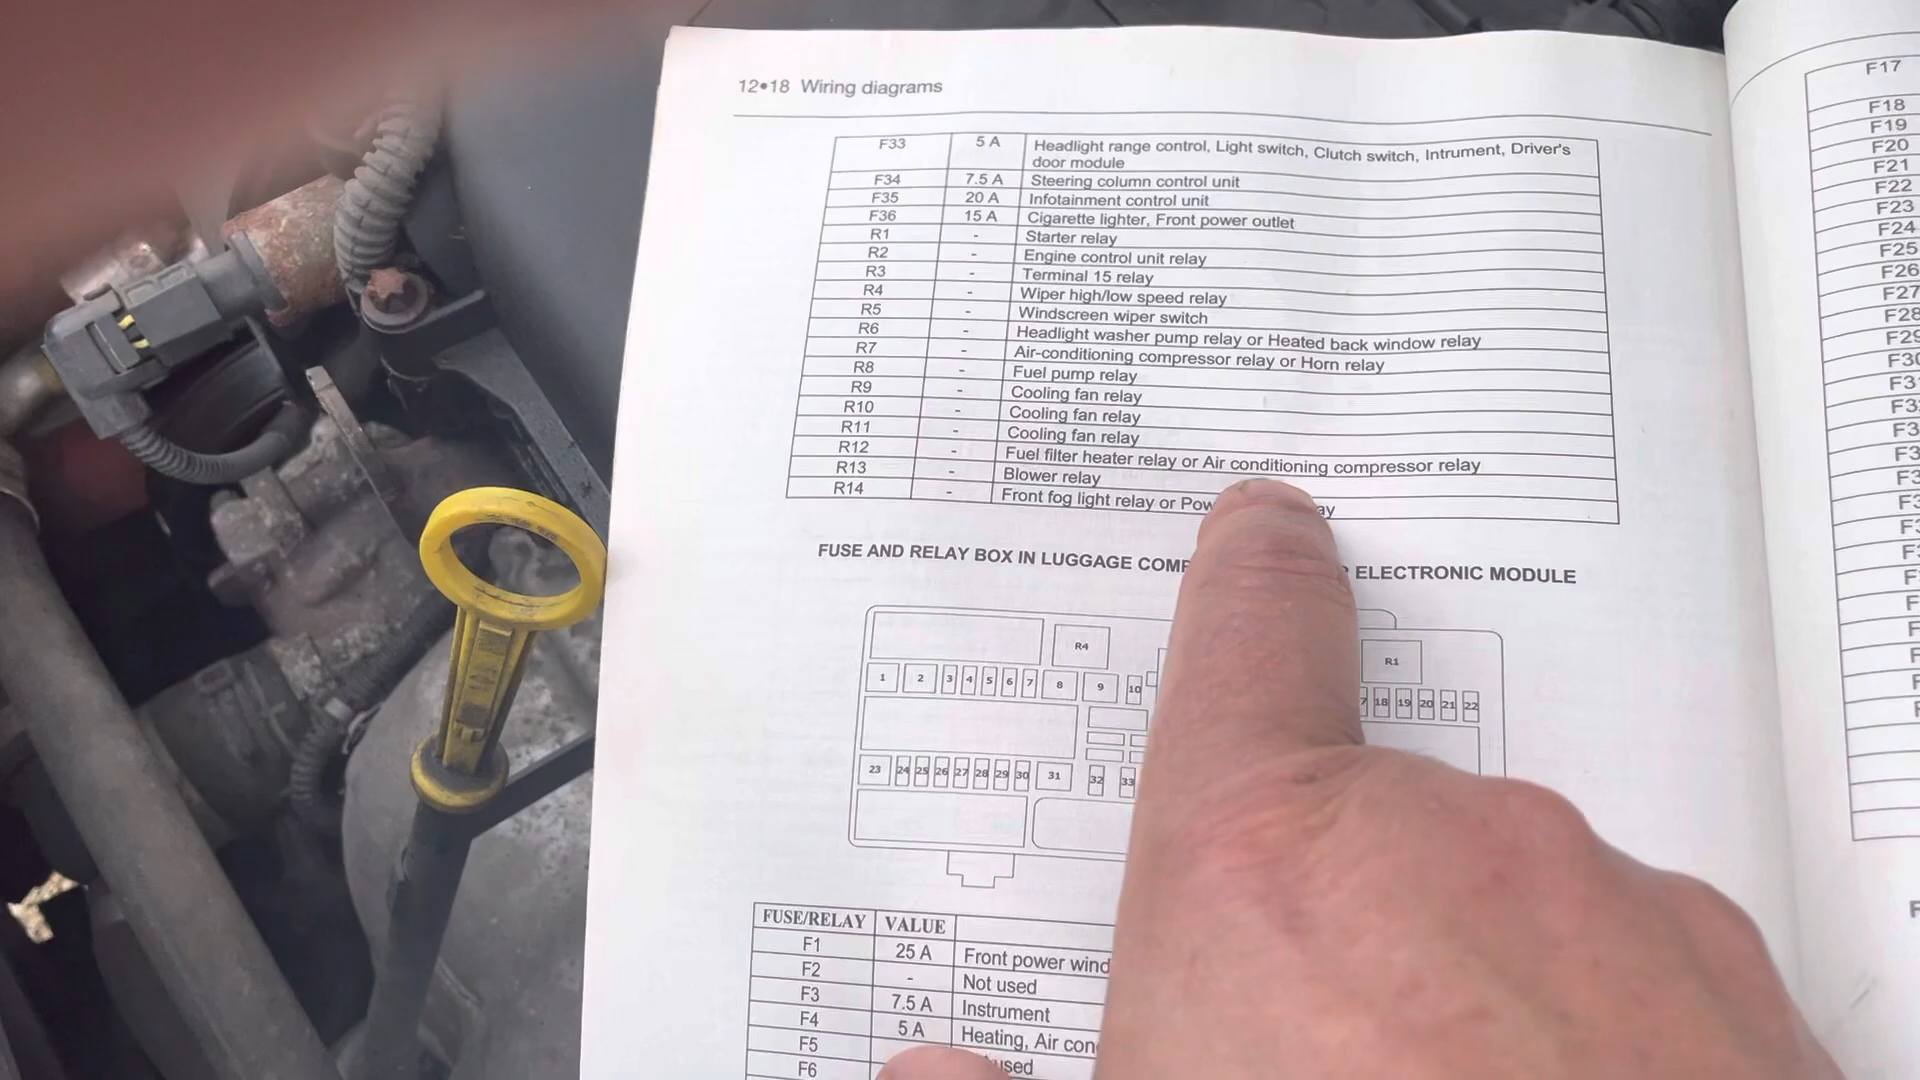 12•18 Wiring diagrams
F33 5 A Headlight range control, Light switch, Clutch switch, Intrument, Driver's
door module
F34 7.5 A Steering column control unit
F35 20 A Infotainment control unit
F36 15 A Cigarette lighter, Front power outlet
R1 - Starter relay
R2 - Engine control unit relay
R3 - Terminal 15 relay
R4 - Wiper high/low speed relay
R5 - Windscreen wiper switch
R6 - Headlight washer pump relay or Heated back window relay
R7 - Air-conditioning compressor relay or Horn relay
R8 - Fuel pump relay
R9 - Cooling fan relay
R10 - Cooling fan relay
R11 - Cooling fan relay
R12 - Fuel filter heater relay or Air conditioning compressor relay
R13 - Blower relay
R14 - Front fog light relay or
FUSE AND RELAY BOX IN LUGGAGE ELECTRONIC MODULE
R4 R1
1 2 3 4 5 6 7 8 9 10 18 19 20 21 22
23 24 25 26 27 28 29 30 31 32 33
FUSE/RELAY VALUE
F1 25 A Front power
F2 - Not used
F3 7.5 A Instrument
F4 5 A Heating, Air
F5
F6
F17
F18
F19
F20
F21
F22
F23
F24
F25
F26
F27
F28
F29